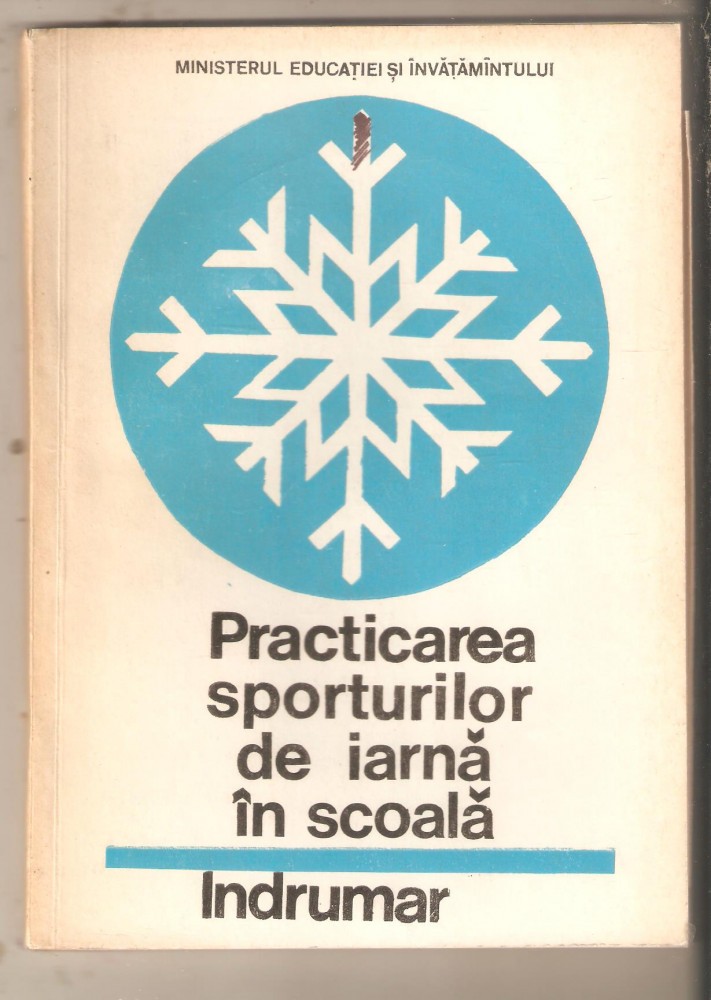 MINISTERUL EDUCAȚIEI ȘI ÎNVĂȚĂMÎNTULUI
Practicarea
sporturilor
de iarnă
în scoală
Indrumar